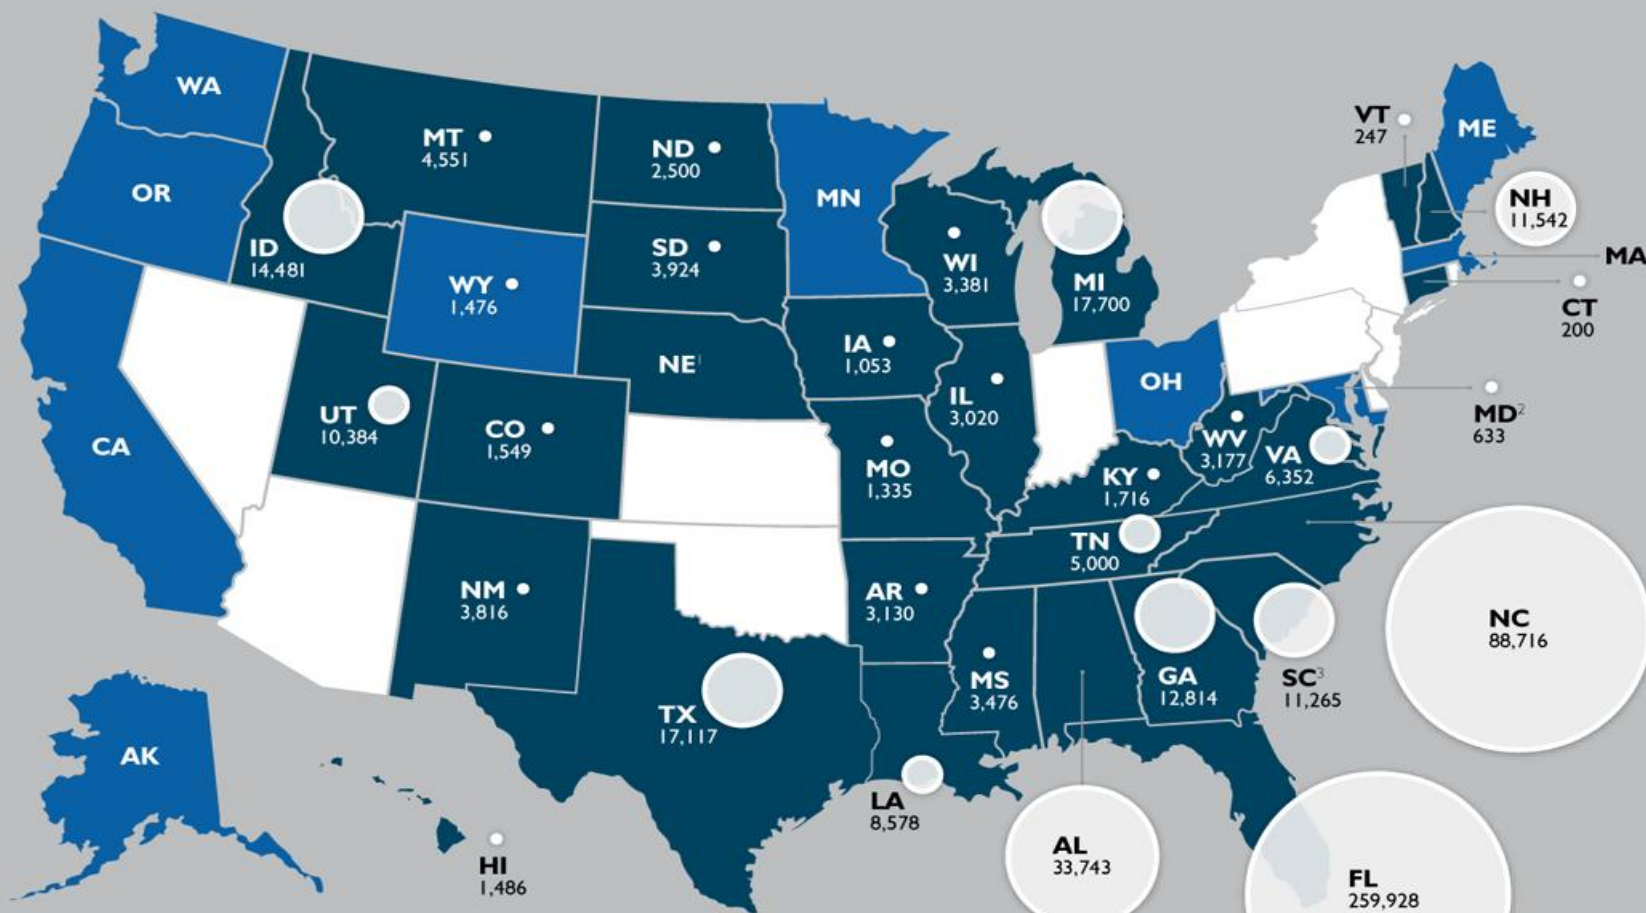 WA
OR
CA
AK
MT
4,551
ID
14,481
WY
1,476
UT
10,384
CO
1,549
NM
3,816
TX
17,117
HI
1,486
ND
2,500
SD
3,924
NE¹
MN
IA
1,053
MO
1,335
AR
3,130
LA
8,578
WI
3,381
IL
3,020
MI
17,700
OH
KY
1,716
WV
3,177
VA
6,352
TN
5,000
MS
3,476
AL
33,743
GA
12,814
SC³
11,265
NC
88,716
FL
259,928
VT
247
ME
NH
11,542
MA
CT
200
MD²
633